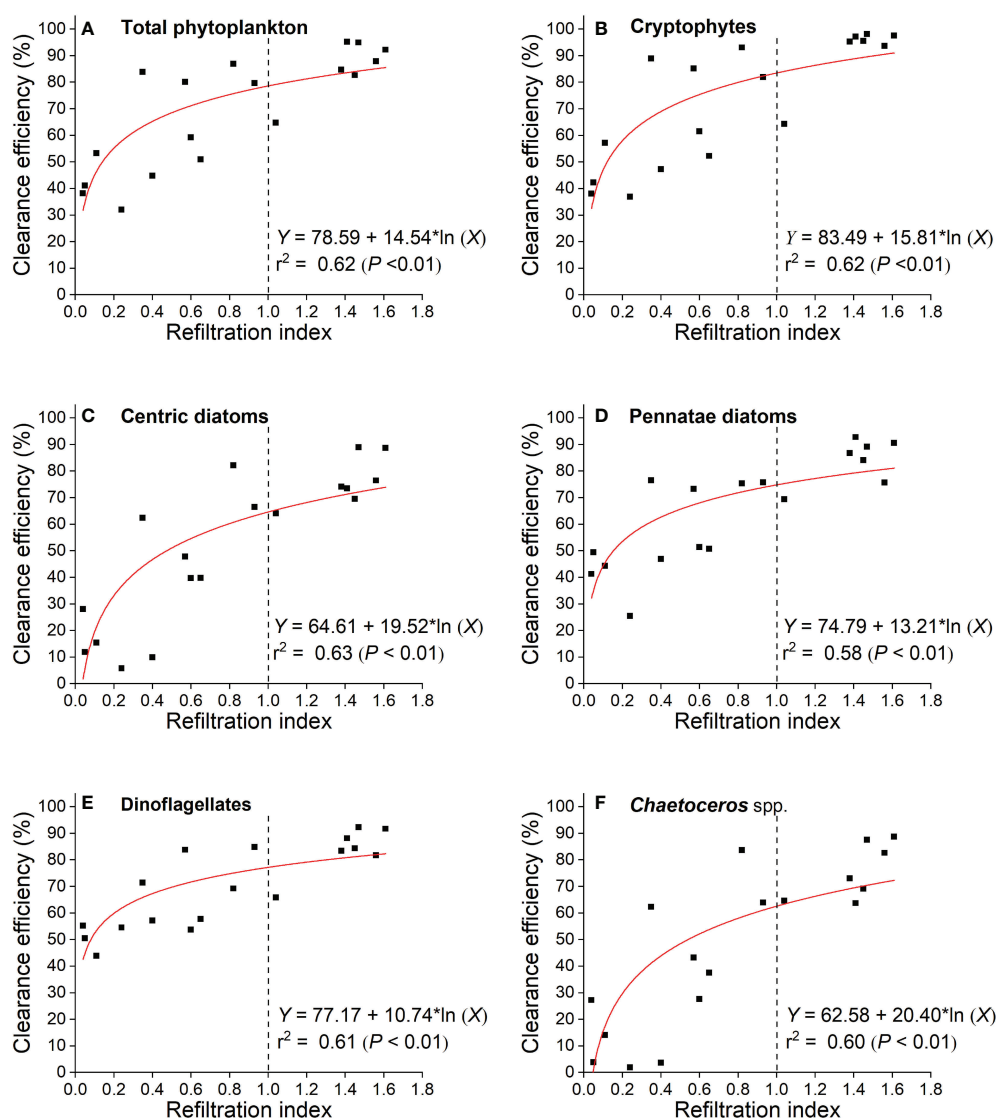 A Total phytoplankton
Clearance efficiency (%)
100
90
80
70
60
50
40
30
20
10
0
Y = 78.59 + 14.54*ln (X)
r² = 0.62 (P <0.01)
0.0 0.2 0.4 0.6 0.8 1.0 1.2 1.4 1.6 1.8
Refiltration index
B Cryptophytes
Clearance efficiency (%)
100
90
80
70
60
50
40
30
20
10
0
Y = 83.49 + 15.81*ln (X)
r² = 0.62 (P <0.01)
0.0 0.2 0.4 0.6 0.8 1.0 1.2 1.4 1.6 1.8
Refiltration index
C Centric diatoms
Clearance efficiency (%)
100
90
80
70
60
50
40
30
20
10
0
Y = 64.61 + 19.52*ln (X)
r² = 0.63 (P < 0.01)
0.0 0.2 0.4 0.6 0.8 1.0 1.2 1.4 1.6 1.8
Refiltration index
D Pennatae diatoms
Clearance efficiency (%)
100
90
80
70
60
50
40
30
20
10
0
Y = 74.79 + 13.21*ln (X)
r² = 0.58 (P < 0.01)
0.0 0.2 0.4 0.6 0.8 1.0 1.2 1.4 1.6 1.8
Refiltration index
E Dinoflagellates
Clearance efficiency (%)
100
90
80
70
60
50
40
30
20
10
0
Y = 77.17 + 10.74*ln (X)
r² = 0.61 (P < 0.01)
0.0 0.2 0.4 0.6 0.8 1.0 1.2 1.4 1.6 1.8
Refiltration index
F Chaetoceros spp.
Clearance efficiency (%)
100
90
80
70
60
50
40
30
20
10
0
Y = 62.58 + 20.40*ln (X)
r² = 0.60 (P < 0.01)
0.0 0.2 0.4 0.6 0.8 1.0 1.2 1.4 1.6 1.8
Refiltration index